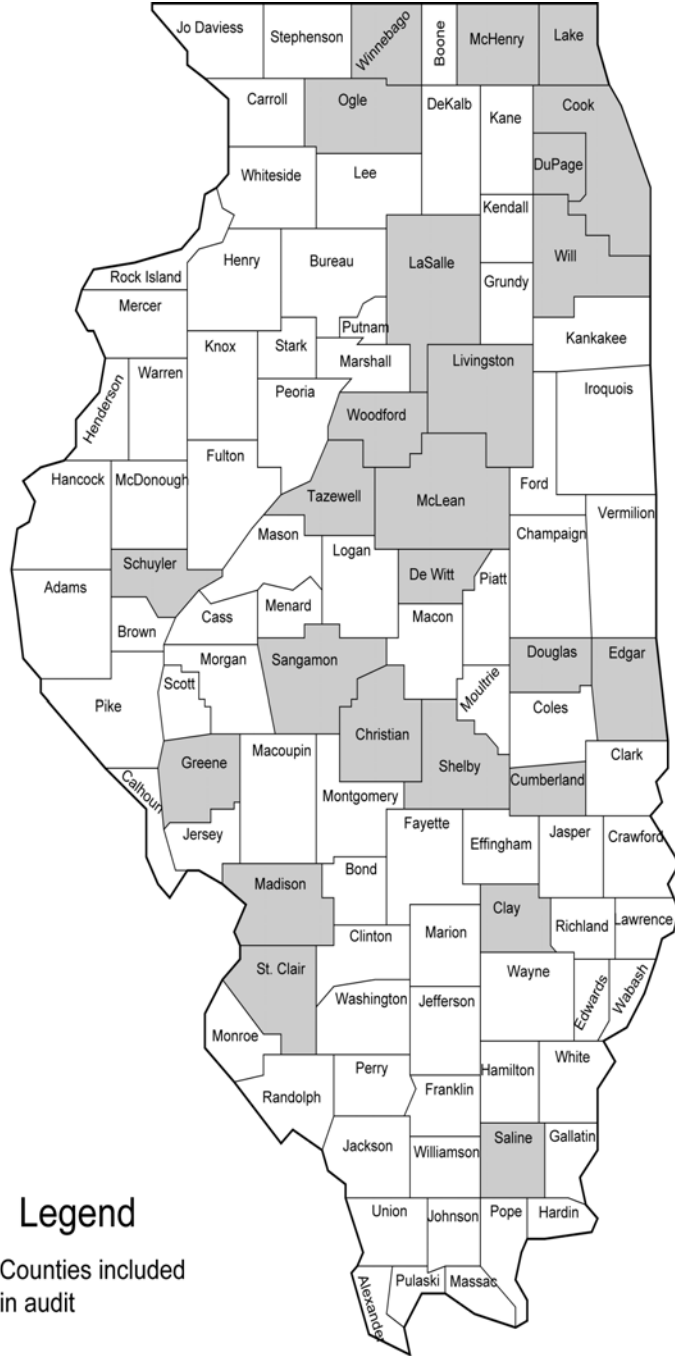 Jo Daviess
Stephenson
Winnebago
Boone
McHenry
Lake
Carroll
Ogle
DeKalb
Kane
Cook
DuPage
Whiteside
Lee
Kendall
Will
Rock Island
Henry
Bureau
LaSalle
Grundy
Mercer
Putnam
Kankakee
Knox
Stark
Marshall
Livingston
Henderson
Warren
Peoria
Iroquois
Woodford
Fulton
Hancock
McDonough
Tazewell
McLean
Ford
Vermilion
Mason
Logan
Champaign
Schuyler
De Witt
Piatt
Adams
Cass
Menard
Macon
Brown
Morgan
Sangamon
Douglas
Edgar
Scott
Moultrie
Pike
Coles
Christian
Greene
Macoupin
Shelby
Clark
Calhoun
Cumberland
Montgomery
Jersey
Fayette
Effingham
Jasper
Crawford
Bond
Madison
Clay
Richland
Lawrence
Clinton
Marion
St. Clair
Wayne
Edwards
Wabash
Washington
Jefferson
Monroe
Perry
Hamilton
White
Randolph
Franklin
Jackson
Williamson
Saline
Gallatin
Union
Johnson
Pope
Hardin
Alexander
Pulaski
Massac
Legend
Counties included
in audit